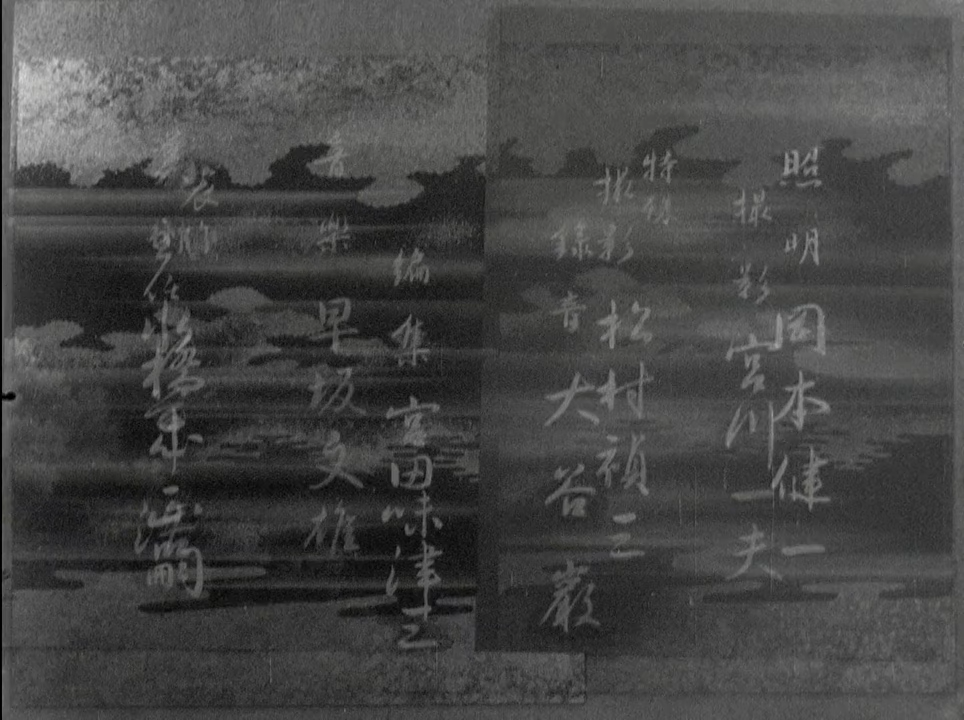 照明 岡本健一
撮影 宮川一夫
特殊撮影 松村禎三
録音 大谷巌
編集 宮田味津三
音樂 早坂文雄